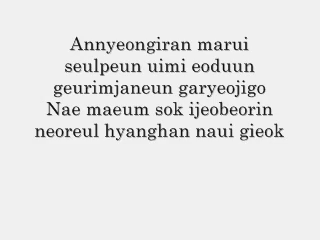 Annyeongiran marui
seulpeun uimi eoduun
geurimjaneun garyeojigo
Nae maeum sok ijeobeorin
neoreul hyanghan naui gieok